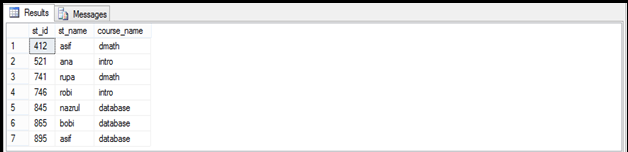 Results Messages
st_id st_name course_name
1 412 asif dmath
2 521 ana intro
3 741 rupa dmath
4 746 robi intro
5 845 nazrul database
6 865 bobi database
7 895 asif database